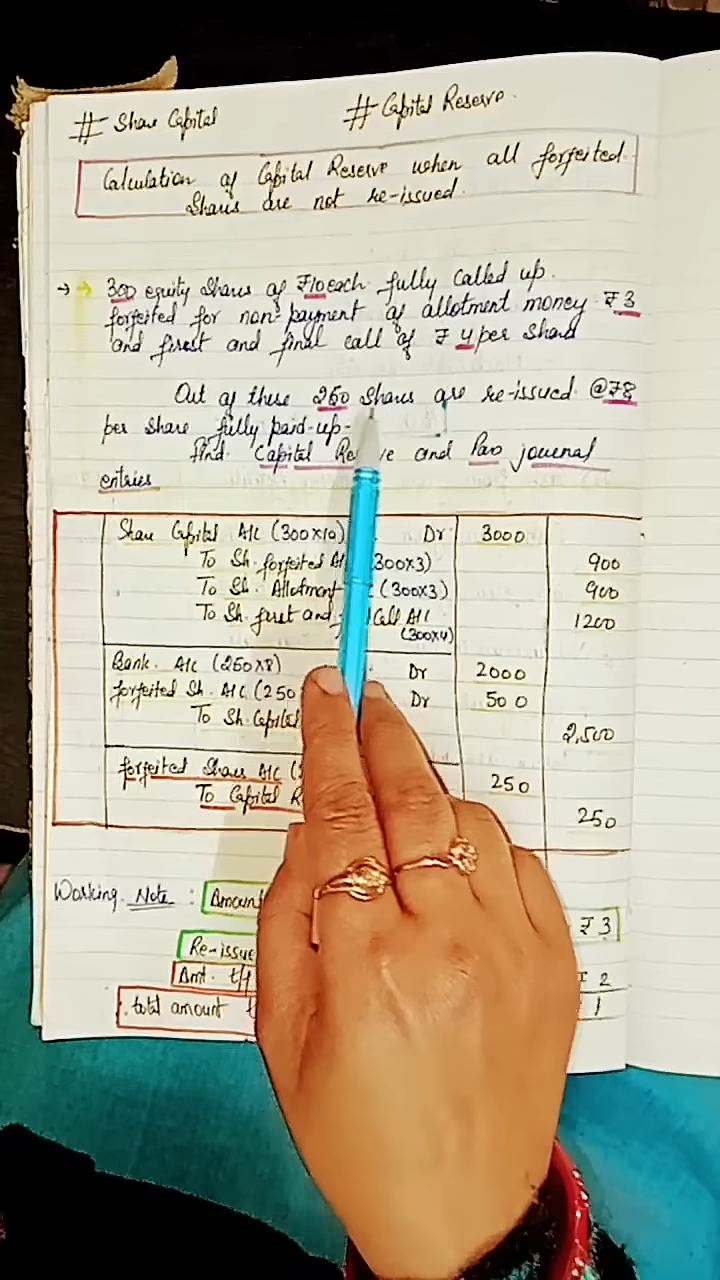 # Share Capital # Capital Reserve.
Calculation of Capital Reserve when all forfeited
Shares are not re-issued.
→→ 300 equity Shares of ₹10 each fully called up.
forfeited for non-payment of allotment money ₹3
and first and final call of ₹4 per Share
Out of these 250 Shares are re-issued @₹8
per Share fully paid-up-
find Capital Re ve and Pass journal
entries
Share Capital A/C (300×10) Dr 3000
To Sh. forfeited A/ (300×3) 900
To Sh. Allotment (300×3) 900
To Sh. first and Call A/C 1200
(300×4)
Bank. A/C (250×8) Dr 2000
forfeited Sh. A/C (250 Dr 500
To Sh. Capital 2,500
forfeited Shares A/C ( 250
To Capital R 250
Working Note : Amount ₹3
Re-issue
Amt. t/f 2
total amount 1